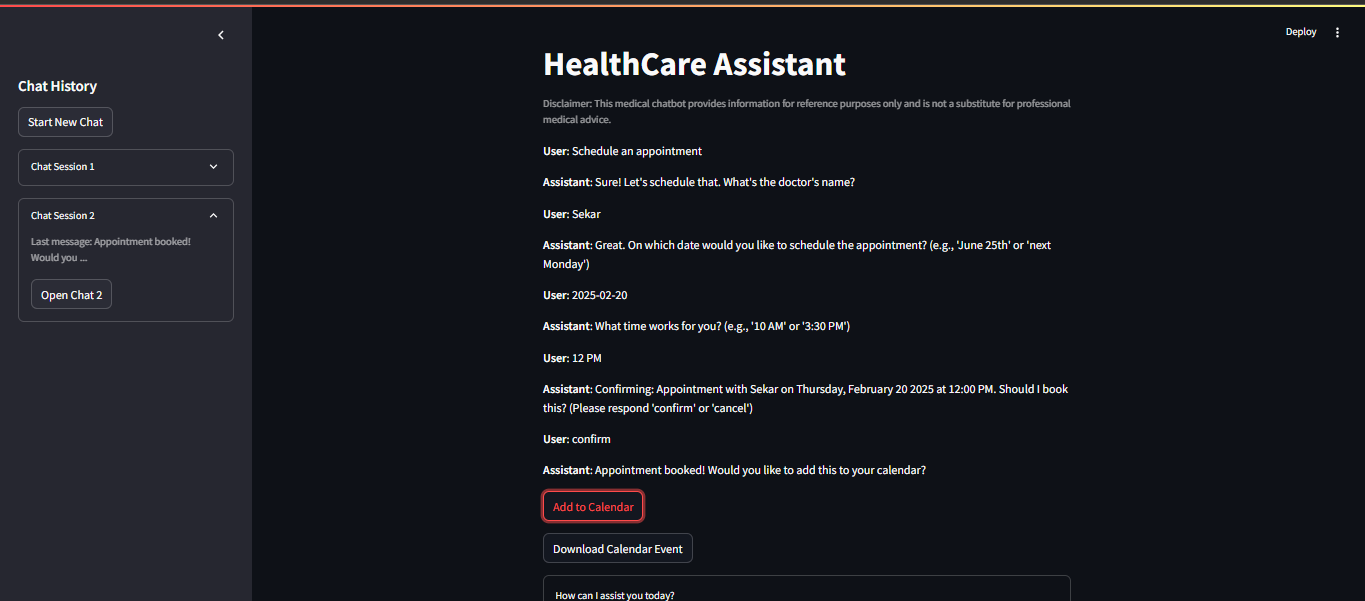 Deploy
Chat History
Start New Chat
Chat Session 1
Chat Session 2
Last message: Appointment booked!
Would you ...
Open Chat 2
HealthCare Assistant
Disclaimer: This medical chatbot provides information for reference purposes only and is not a substitute for professional
medical advice.
User: Schedule an appointment
Assistant: Sure! Let's schedule that. What's the doctor's name?
User: Sekar
Assistant: Great. On which date would you like to schedule the appointment? (e.g., 'June 25th' or 'next
Monday')
User: 2025-02-20
Assistant: What time works for you? (e.g., '10 AM' or '3:30 PM')
User: 12 PM
Assistant: Confirming: Appointment with Sekar on Thursday, February 20 2025 at 12:00 PM. Should I book
this? (Please respond 'confirm' or 'cancel')
User: confirm
Assistant: Appointment booked! Would you like to add this to your calendar?
Add to Calendar
Download Calendar Event
How can I assist you today?